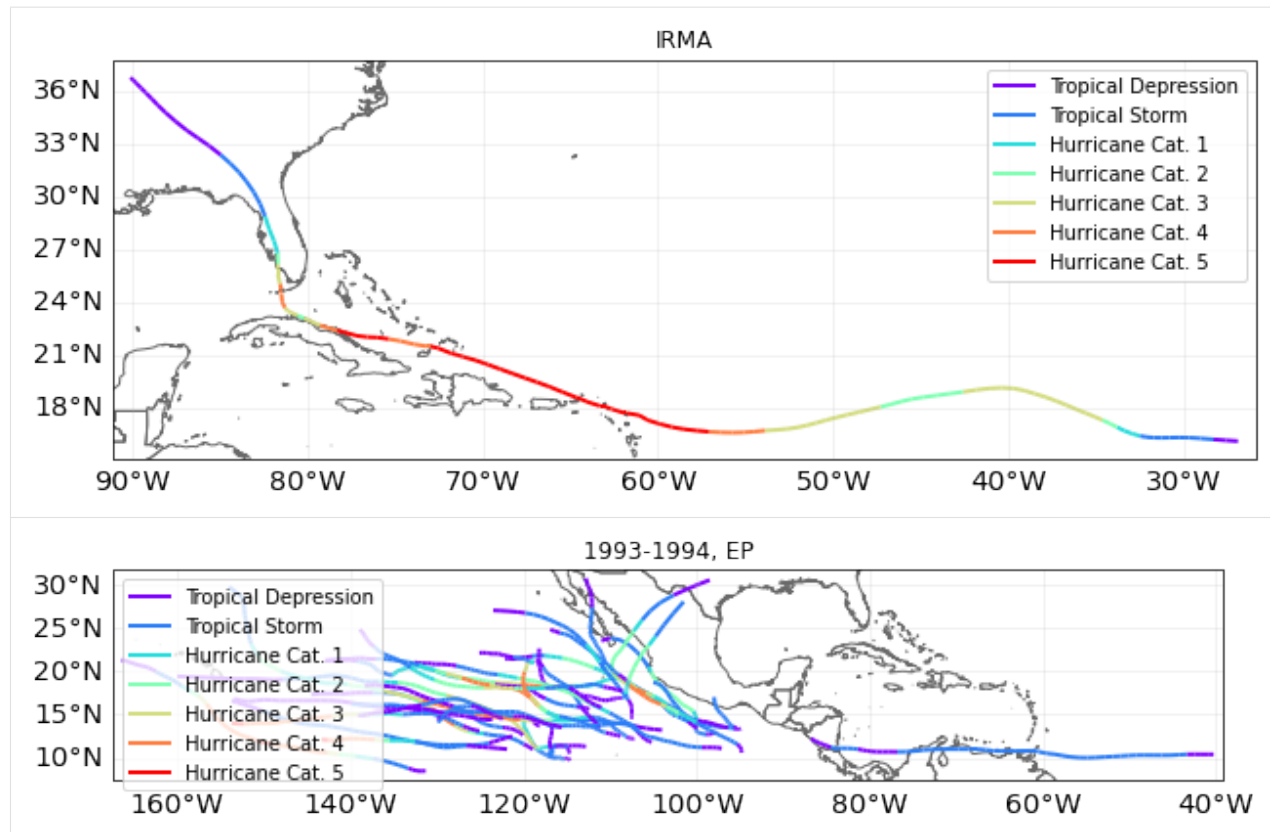 IRMA
36°N
33°N
30°N
27°N
24°N
21°N
18°N
Tropical Depression
Tropical Storm
Hurricane Cat. 1
Hurricane Cat. 2
Hurricane Cat. 3
Hurricane Cat. 4
Hurricane Cat. 5
90°W 80°W 70°W 60°W 50°W 40°W 30°W
1993-1994, EP
30°N
25°N
20°N
15°N
10°N
Tropical Depression
Tropical Storm
Hurricane Cat. 1
Hurricane Cat. 2
Hurricane Cat. 3
Hurricane Cat. 4
Hurricane Cat. 5
160°W 140°W 120°W 100°W 80°W 60°W 40°W